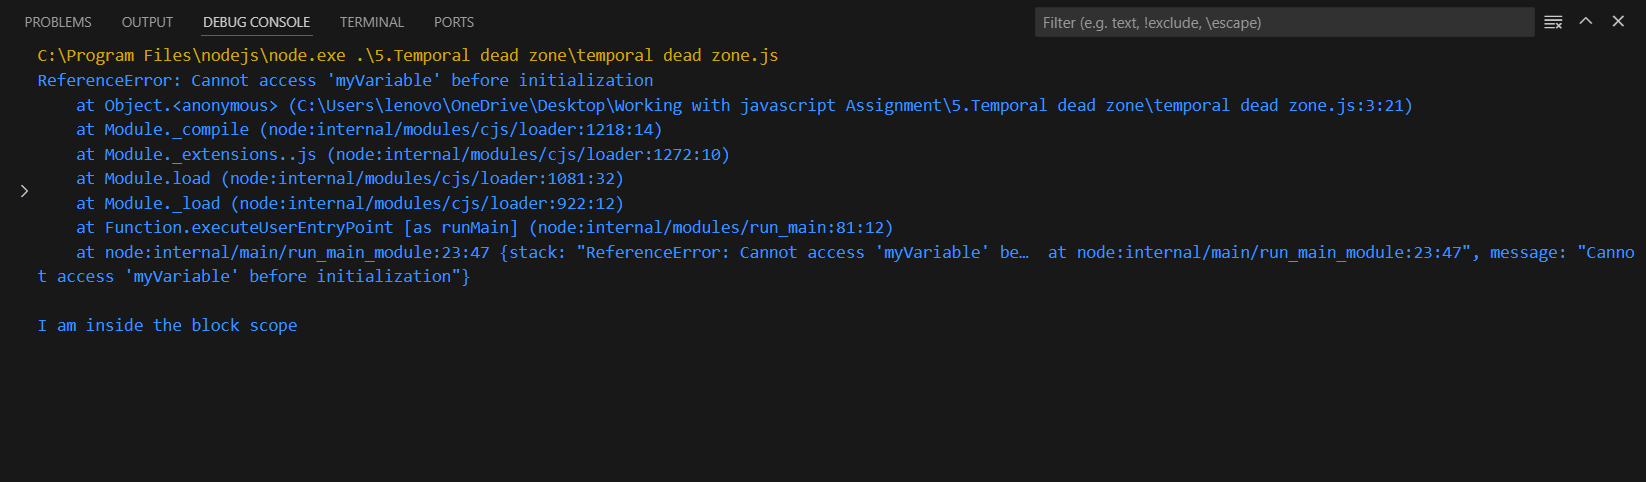 PROBLEMS OUTPUT DEBUG CONSOLE TERMINAL PORTS Filter (e.g. text, !exclude, \escape)
C:\Program Files\nodejs\node.exe .\5.Temporal dead zone\temporal dead zone.js
ReferenceError: Cannot access 'myVariable' before initialization
    at Object.<anonymous> (C:\Users\lenovo\OneDrive\Desktop\Working with javascript Assignment\5.Temporal dead zone\temporal dead zone.js:3:21)
    at Module._compile (node:internal/modules/cjs/loader:1218:14)
    at Module._extensions..js (node:internal/modules/cjs/loader:1272:10)
    at Module.load (node:internal/modules/cjs/loader:1081:32)
    at Module._load (node:internal/modules/cjs/loader:922:12)
    at Function.executeUserEntryPoint [as runMain] (node:internal/modules/run_main:81:12)
    at node:internal/main/run_main_module:23:47 {stack: "ReferenceError: Cannot access 'myVariable' be…  at node:internal/main/run_main_module:23:47", message: "Canno
t access 'myVariable' before initialization"}
I am inside the block scope